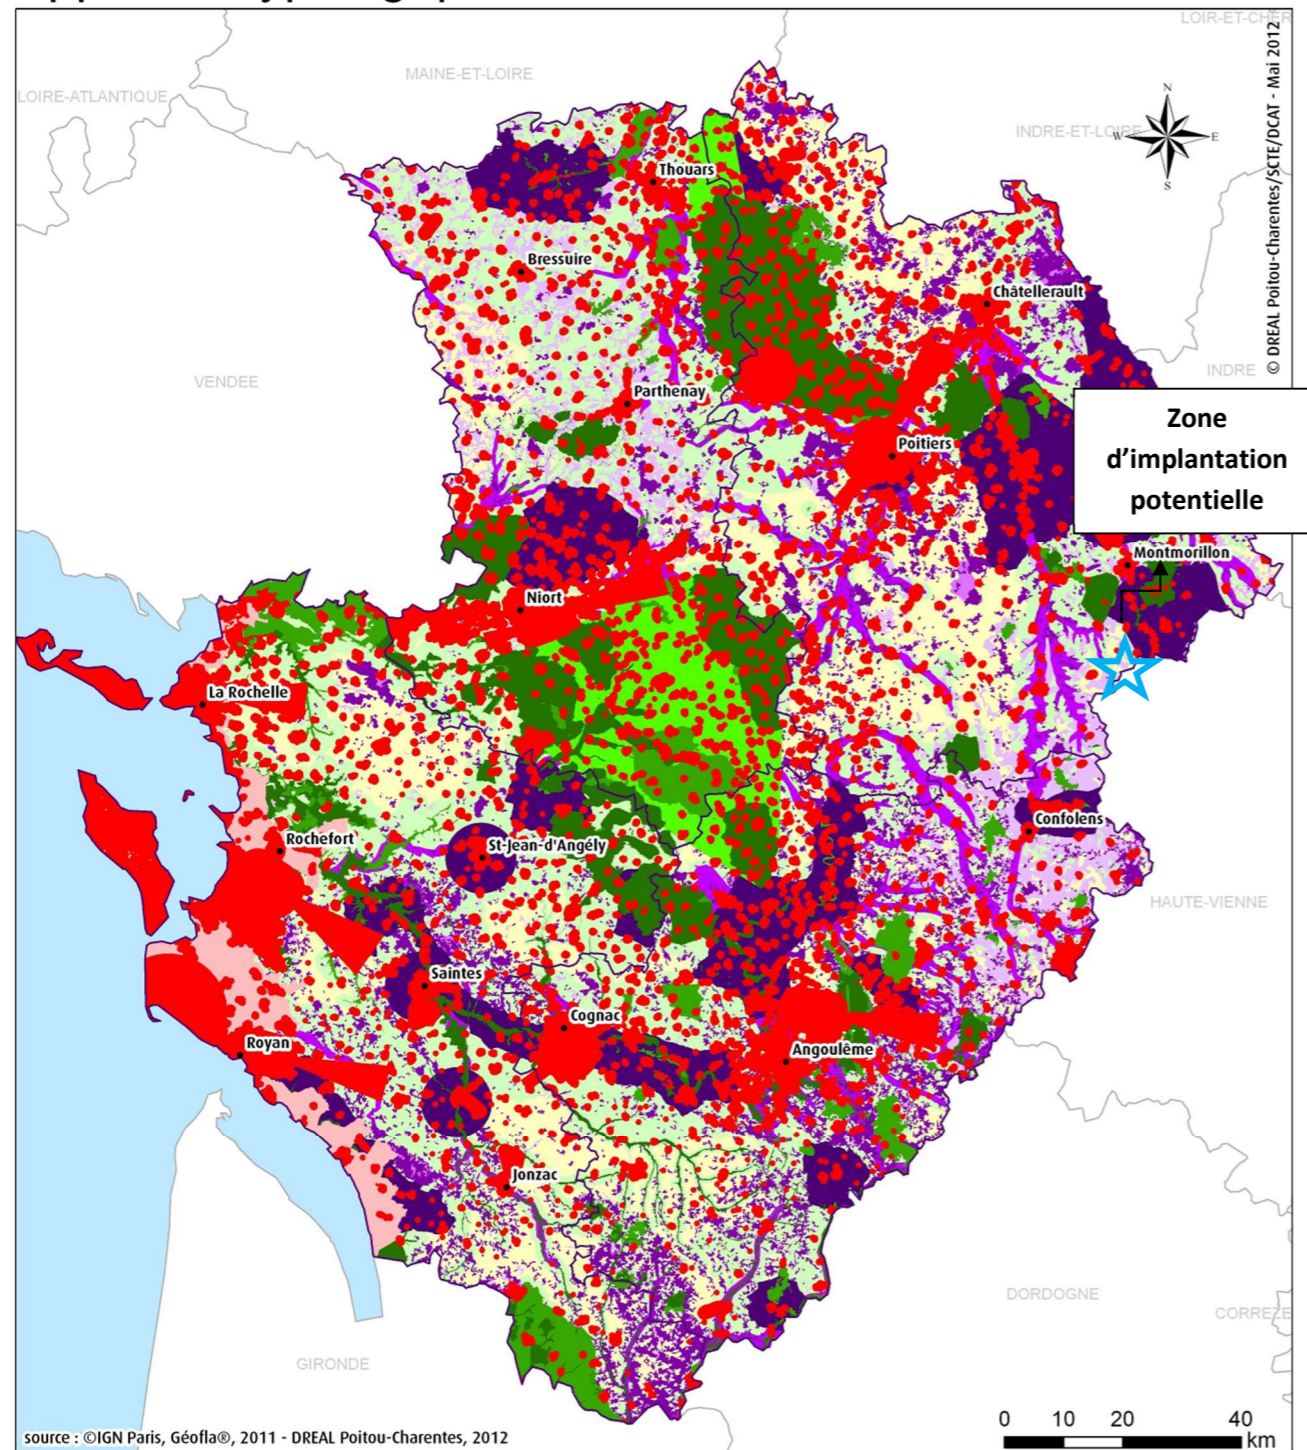 LOIR-ET-CHER
MAINE-ET-LOIRE
LOIRE-ATLANTIQUE
INDRE-ET-LOIRE
N
W
E
S
© DREAL Poitou-Charentes/SCTE/DCAT - Mai 2012
Thouars
Bressuire
Châtellerault
VENDEE
INDRE
Parthenay
Zone
d’implantation
potentielle
Poitiers
Montmorillon
Niort
La Rochelle
Rochefort
St-Jean-d'Angély
Confolens
HAUTE-VIENNE
Saintes
Cognac
Royan
Angoulême
Jonzac
DORDOGNE
CORREZE
GIRONDE
0 10 20 40
km
source : ©IGN Paris, Géofla®, 2011 - DREAL Poitou-Charentes, 2012